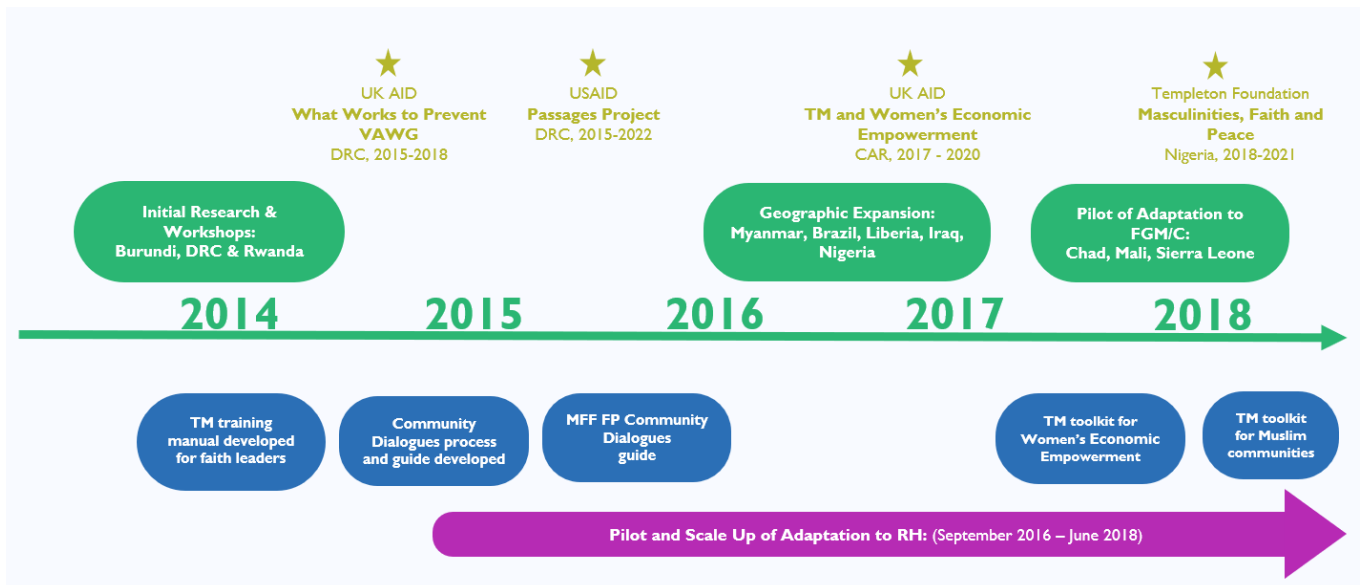 UK AID
What Works to Prevent
VAWG
DRC, 2015-2018
USAID
Passages Project
DRC, 2015-2022
UK AID
TM and Women's Economic
Empowerment
CAR, 2017 - 2020
Templeton Foundation
Masculinities, Faith and
Peace
Nigeria, 2018-2021
Initial Research &
Workshops:
Burundi, DRC & Rwanda
Geographic Expansion:
Myanmar, Brazil, Liberia, Iraq,
Nigeria
Pilot of Adaptation to
FGM/C:
Chad, Mali, Sierra Leone
2014
2015
2016
2017
2018
TM training
manual developed
for faith leaders
Community
Dialogues process
and guide developed
MFF FP Community
Dialogues
guide
TM toolkit for
Women's Economic
Empowerment
TM toolkit
for Muslim
communities
Pilot and Scale Up of Adaptation to RH: (September 2016 – June 2018)